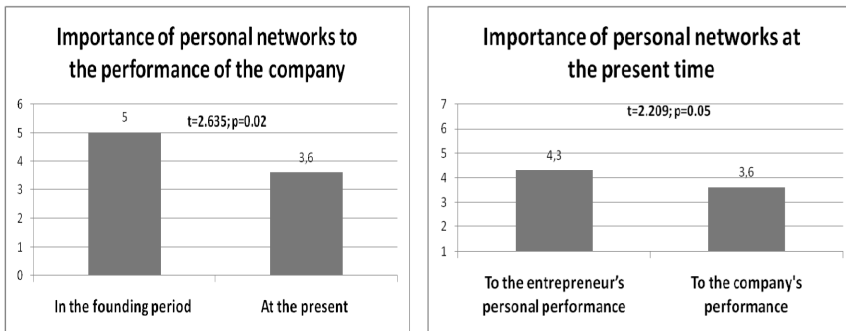 Importance of personal networks to
the performance of the company
6
5
4
3
2
1
0
5
t=2.635; p=0.02
3,6
In the founding period
At the present
Importance of personal networks at
the present time
7
6
5
4
3
2
1
t=2.209; p=0.05
4,3
3,6
To the entrepreneur's
personal performance
To the company's
performance